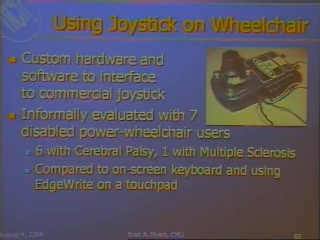 Using Joystick on Wheelchair
Custom hardware and
software to interface
to commercial joystick
Informally evaluated with 7
disabled power-wheelchair users
6 with Cerebral Palsy, 1 with Multiple Sclerosis
Compared to on-screen keyboard and using
EdgeWrite on a touchpad
Brad A. Myers, CMU